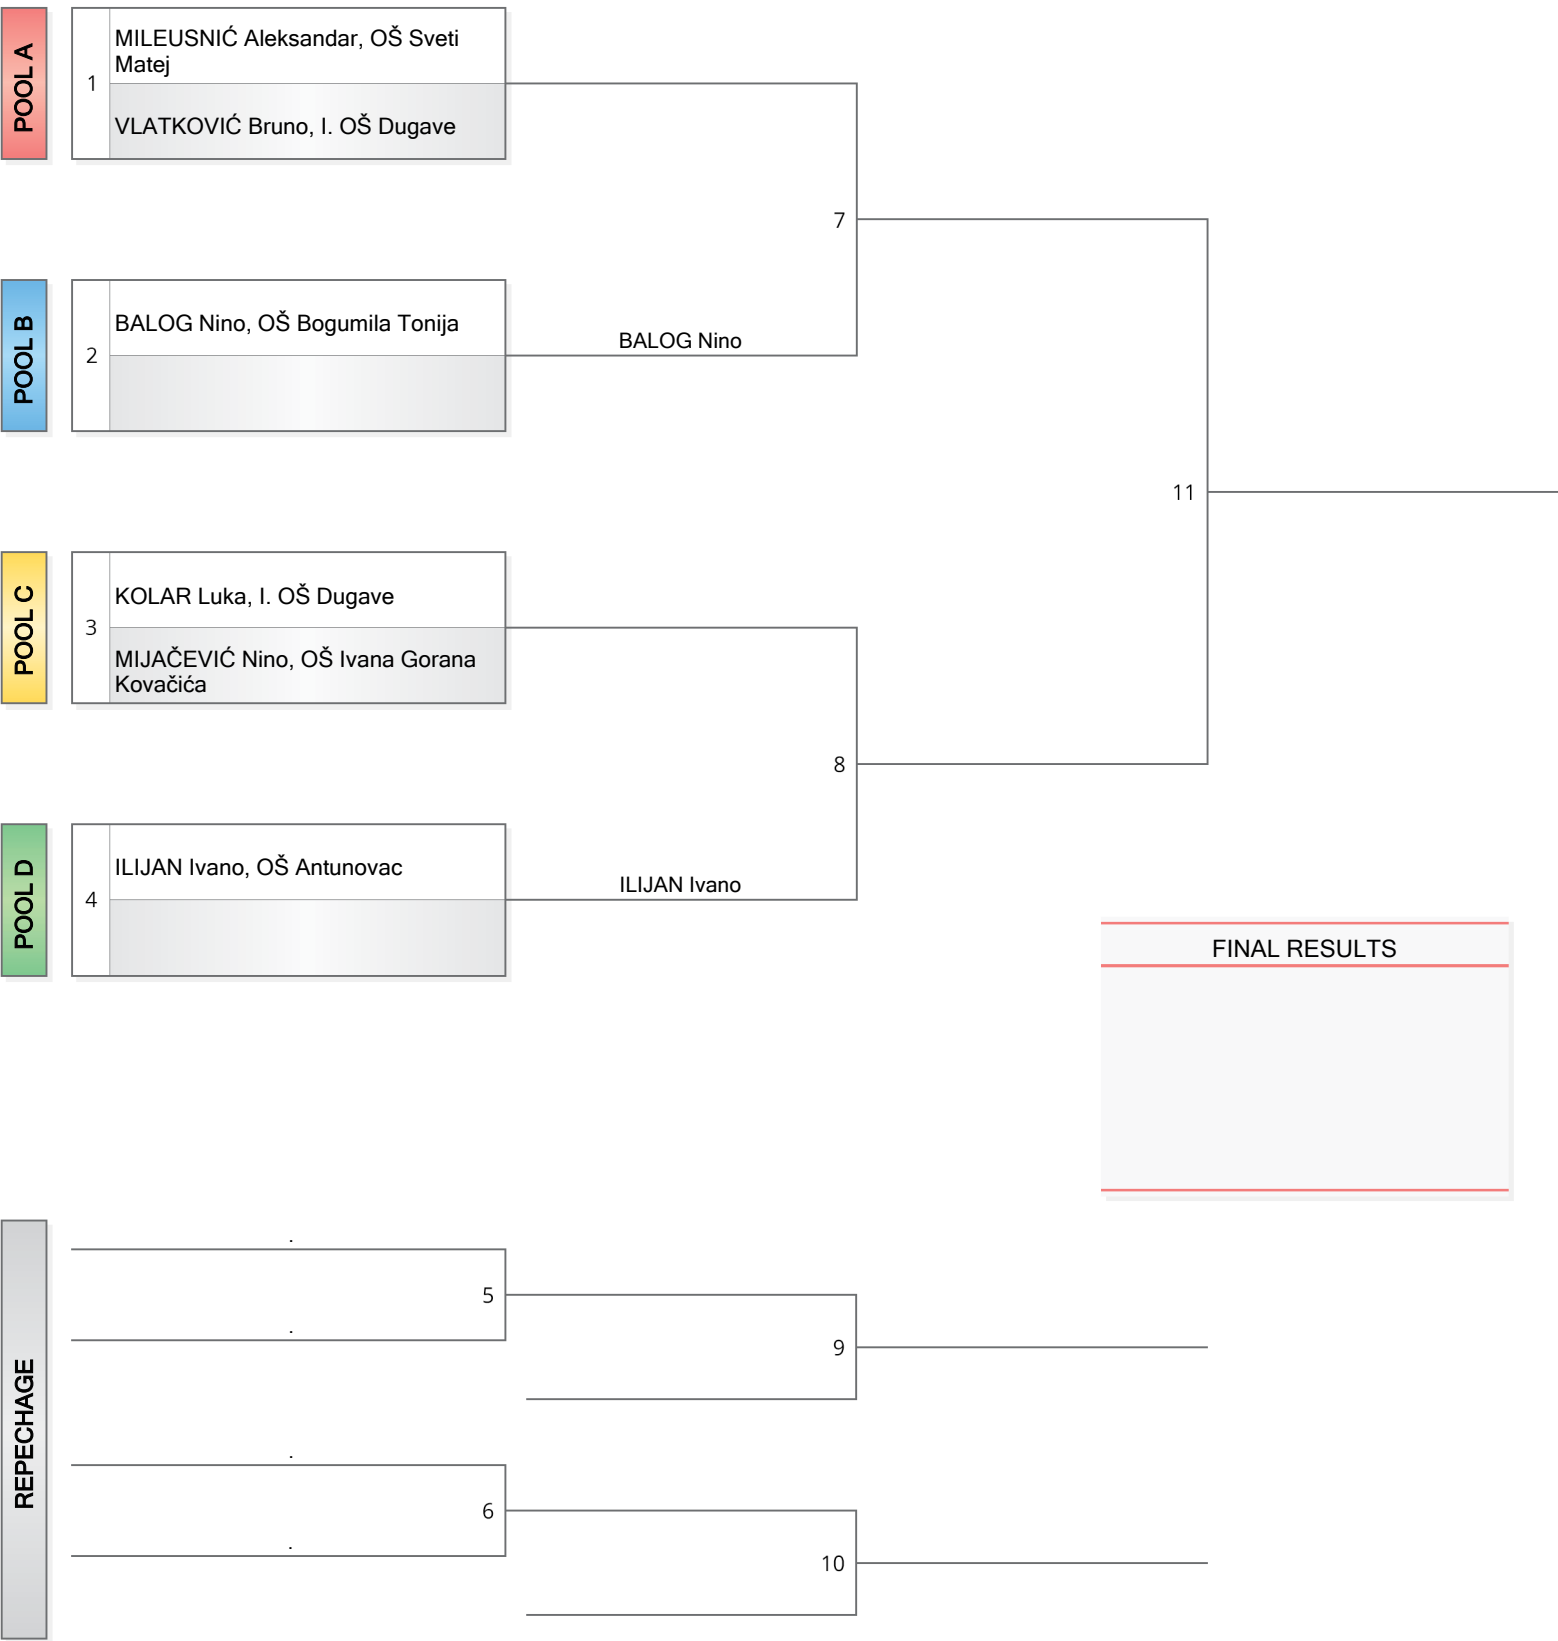 POOL A
1
MILEUSNIĆ Aleksandar, OŠ Sveti
Matej
VLATKOVIĆ Bruno, I. OŠ Dugave
7
POOL B
2
BALOG Nino, OŠ Bogumila Tonija
BALOG Nino
11
POOL C
3
KOLAR Luka, I. OŠ Dugave
MIJAČEVIĆ Nino, OŠ Ivana Gorana
Kovačića
8
POOL D
4
ILIJAN Ivano, OŠ Antunovac
ILIJAN Ivano
FINAL RESULTS
REPECHAGE
.
5
.
9
.
6
.
10